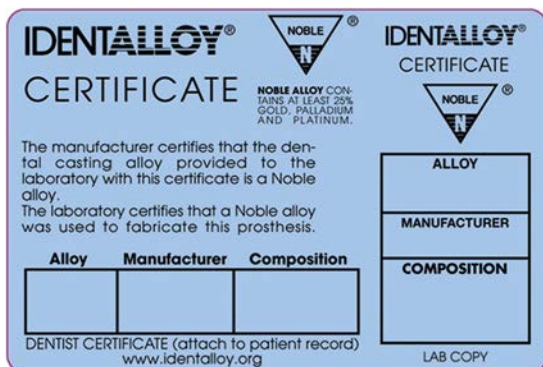 IDENTALLOY®
CERTIFICATE
NOBLE
N
®
NOBLE ALLOY CON-
TAINS AT LEAST 25%
GOLD, PALLADIUM
AND PLATINUM.
The manufacturer certifies that the den-
tal casting alloy provided to the
laboratory with this certificate is a Noble
alloy.
The laboratory certifies that a Noble alloy
was used to fabricate this prosthesis.
Alloy Manufacturer Composition
DENTIST CERTIFICATE (attach to patient record)
www.identalloy.org
IDENTALLOY®
CERTIFICATE
NOBLE
N
®
ALLOY
MANUFACTURER
COMPOSITION
LAB COPY